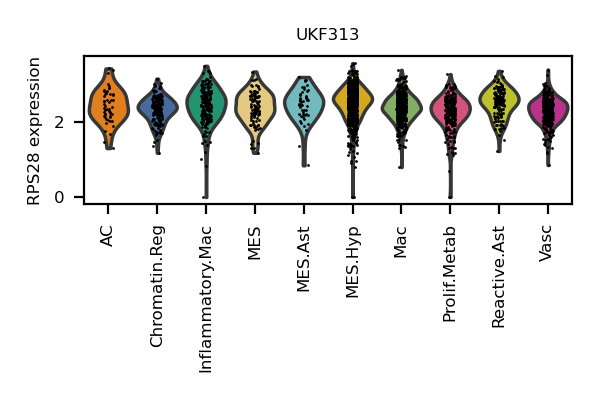 UKF313
RPS28 expression
2
0
AC
Chromatin.Reg
Inflammatory.Mac
MES
MES.Ast
MES.Hyp
Mac
Prolif.Metab
Reactive.Ast
Vasc